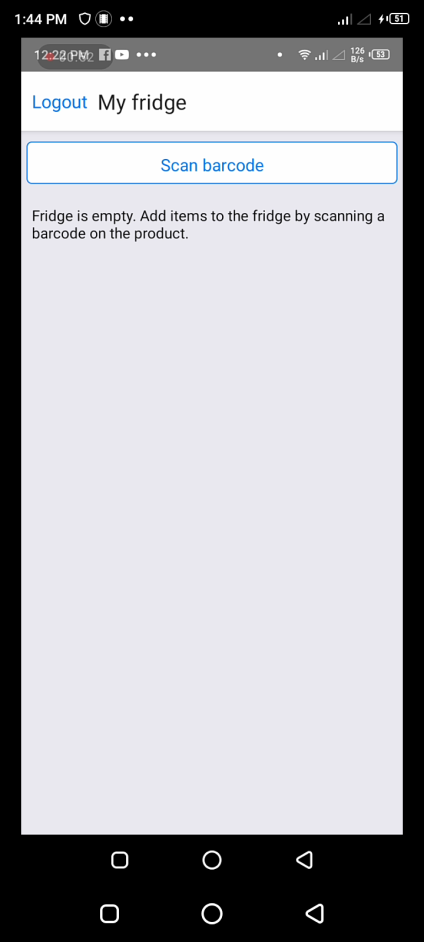 1:44 PM
51
12:22 PM
126
B/s
53
Logout My fridge
Scan barcode
Fridge is empty. Add items to the fridge by scanning a
barcode on the product.